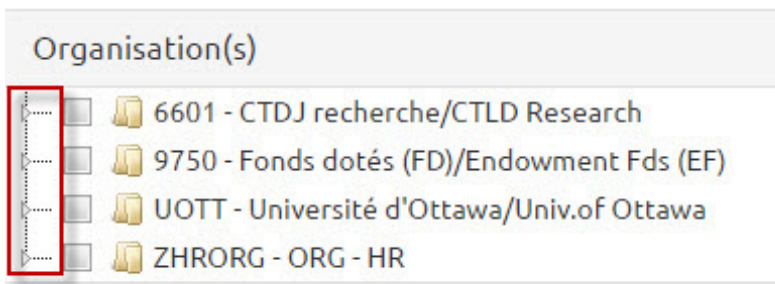 Organisation(s)
6601 - CTDJ recherche/CTLD Research
9750 - Fonds dotés (FD)/Endowment Fds (EF)
UOTT - Université d'Ottawa/Univ.of Ottawa
ZHRORG - ORG - HR